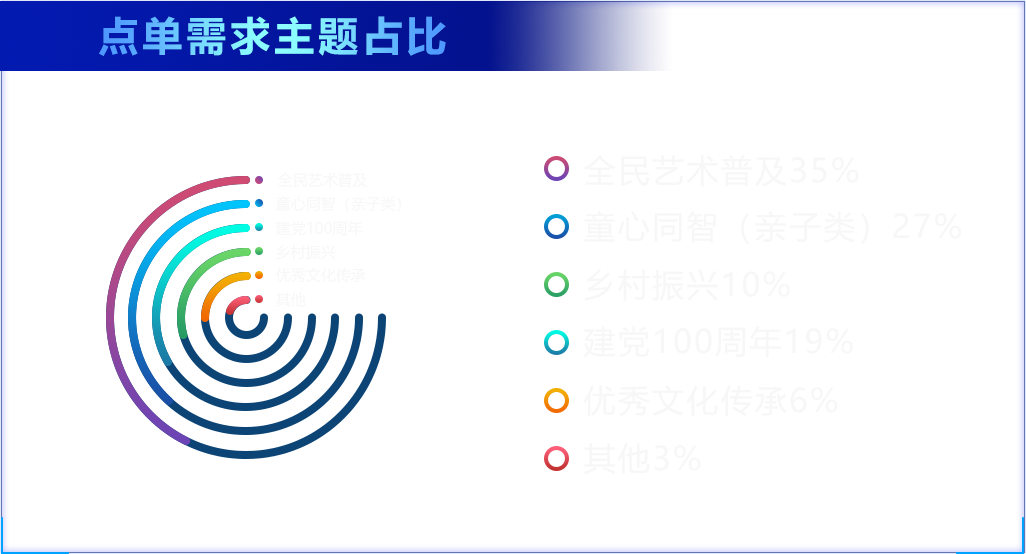 点单需求主题占比
全民艺术普及
童心同智（亲子类）
建党100周年
乡村振兴
优秀文化传承
其他
全民艺术普及35%
童心同智（亲子类）27%
乡村振兴10%
建党100周年19%
优秀文化传承6%
其他3%